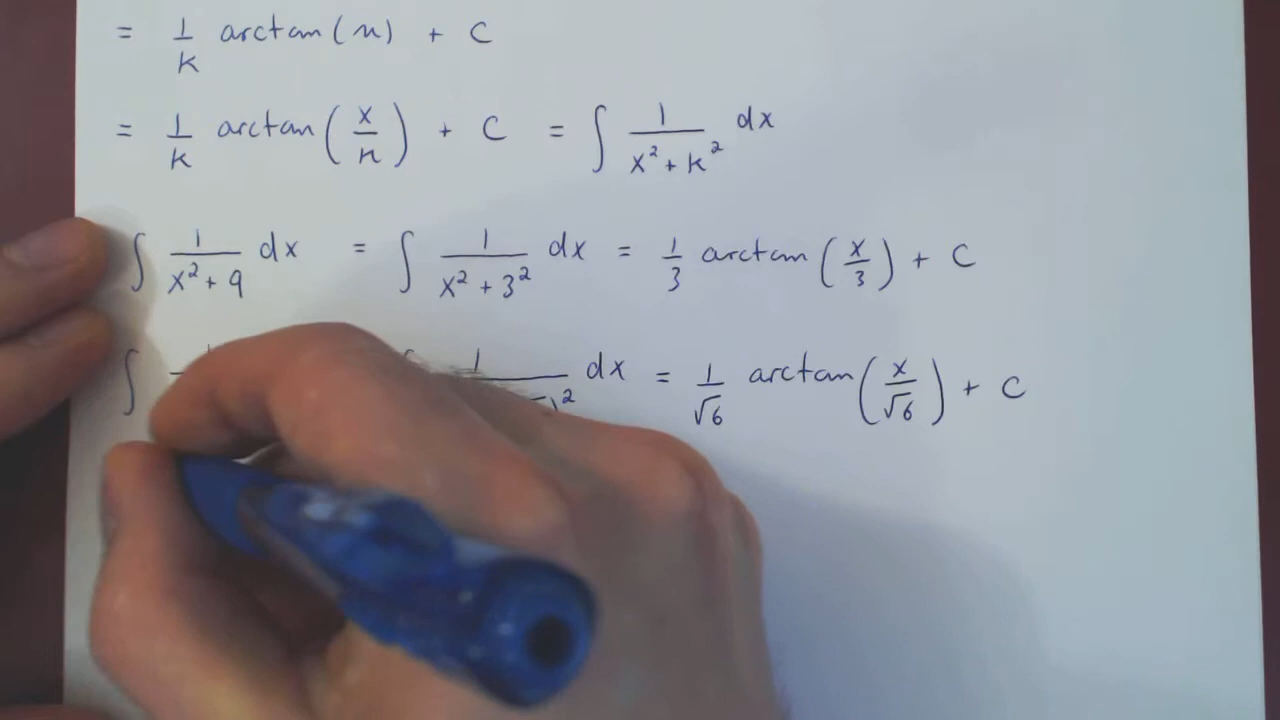 = 1/k arctan(u) + C
= 1/k arctan(x/k) + C = ∫ 1/(x² + k²) dx
∫ 1/(x² + 9) dx = ∫ 1/(x² + 3²) dx = 1/3 arctan(x/3) + C
∫ 1 dx = 1/√6 arctan(x/√6) + C